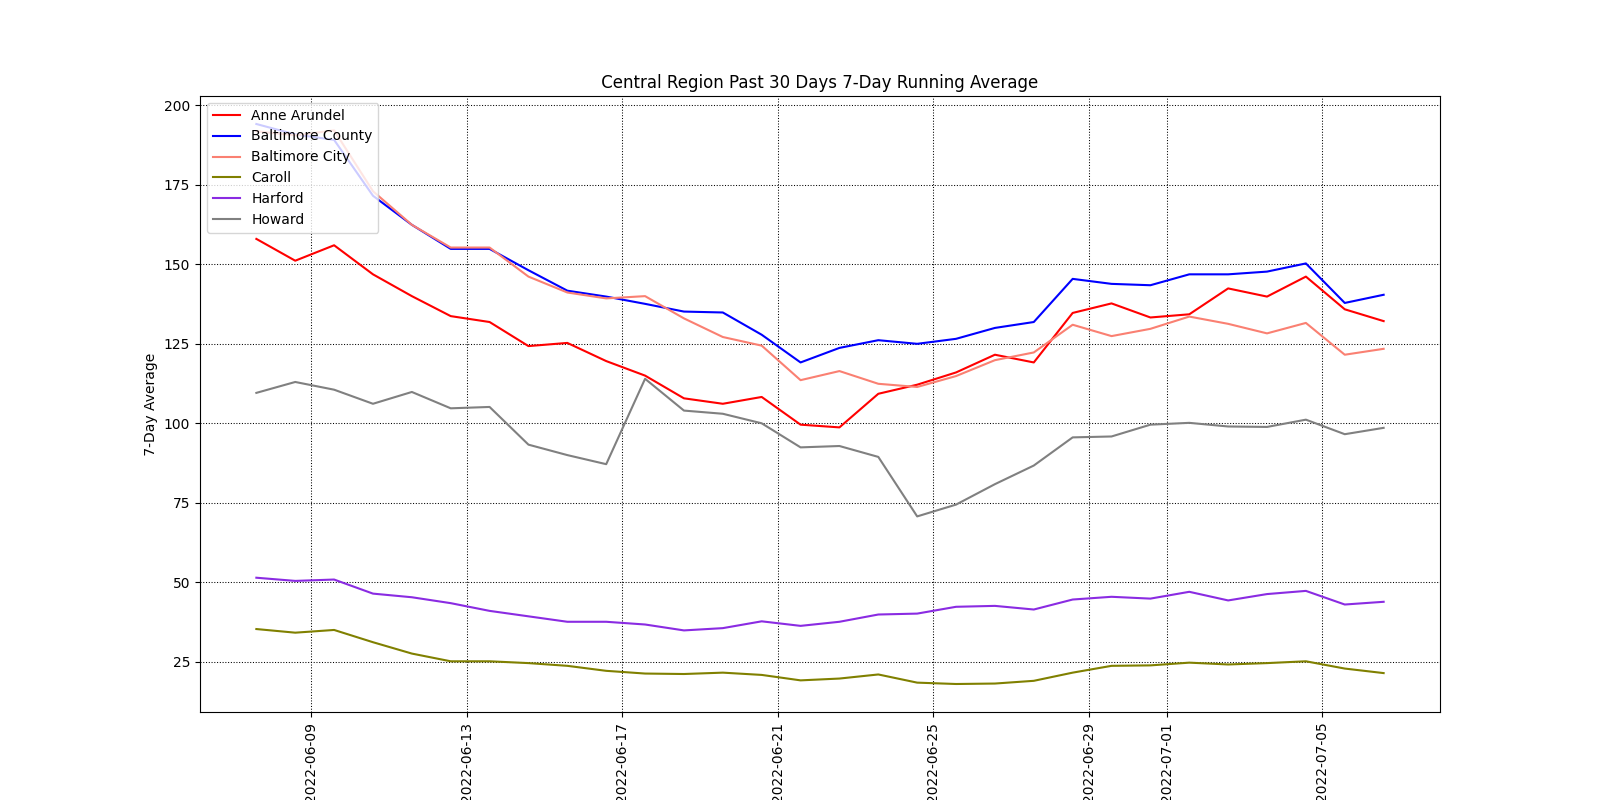 Central Region Past 30 Days 7-Day Running Average
200
175
150
125
100
75
50
25
7-Day Average
Anne Arundel
Baltimore County
Baltimore City
Caroll
Harford
Howard
2022-06-09
2022-06-13
2022-06-17
2022-06-21
2022-06-25
2022-06-29
2022-07-01
2022-07-05